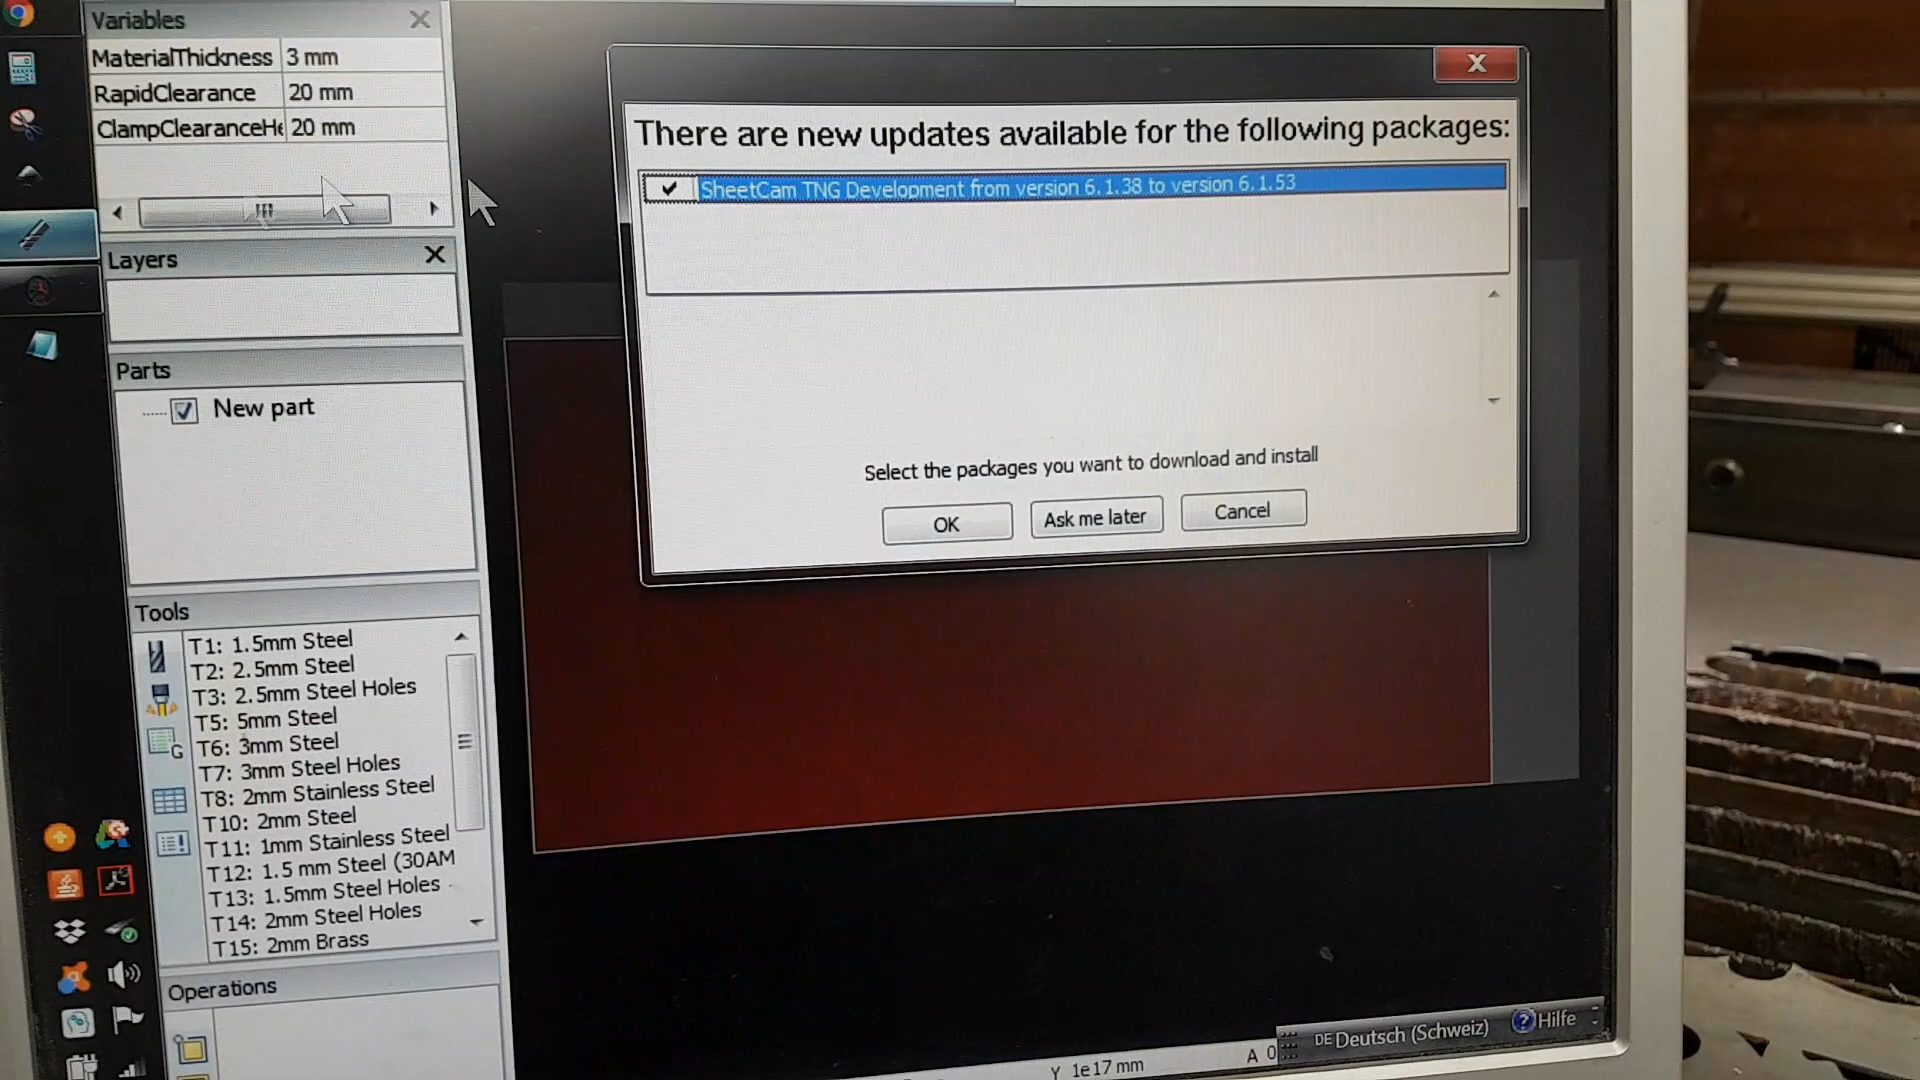 Variables
MaterialThickness 3 mm
RapidClearance 20 mm
ClampClearanceHe 20 mm
Layers
Parts
New part
Tools
T1: 1.5mm Steel
T2: 2.5mm Steel
T3: 2.5mm Steel Holes
T5: 5mm Steel
T6: 3mm Steel
T7: 3mm Steel Holes
T8: 2mm Stainless Steel
T10: 2mm Steel
T11: 1mm Stainless Steel
T12: 1.5 mm Steel (30AM
T13: 1.5mm Steel Holes
T14: 2mm Steel Holes
T15: 2mm Brass
Operations
X
There are new updates available for the following packages:
SheetCam TNG Development from version 6.1.38 to version 6.1.53
Select the packages you want to download and install
OK
Ask me later
Cancel
Y 1e17 mm
A 0
DE Deutsch (Schweiz)
? Hilfe
G